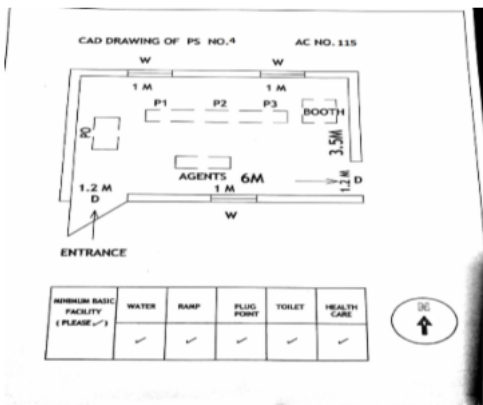 CAD DRAWING OF PS NO.4 AC NO. 115
W W
1 M 1 M
P1 P2 P3
BOOTH
PO
3.5M
AGENTS 6M
1.2 M 1 M D
D 1.2 M
W
ENTRANCE
MINIMUM BASIC FACILITY (PLEASE ✓) WATER RAMP PLUG POINT TOILET HEALTH CARE
✓ ✓ ✓ ✓ ✓
N